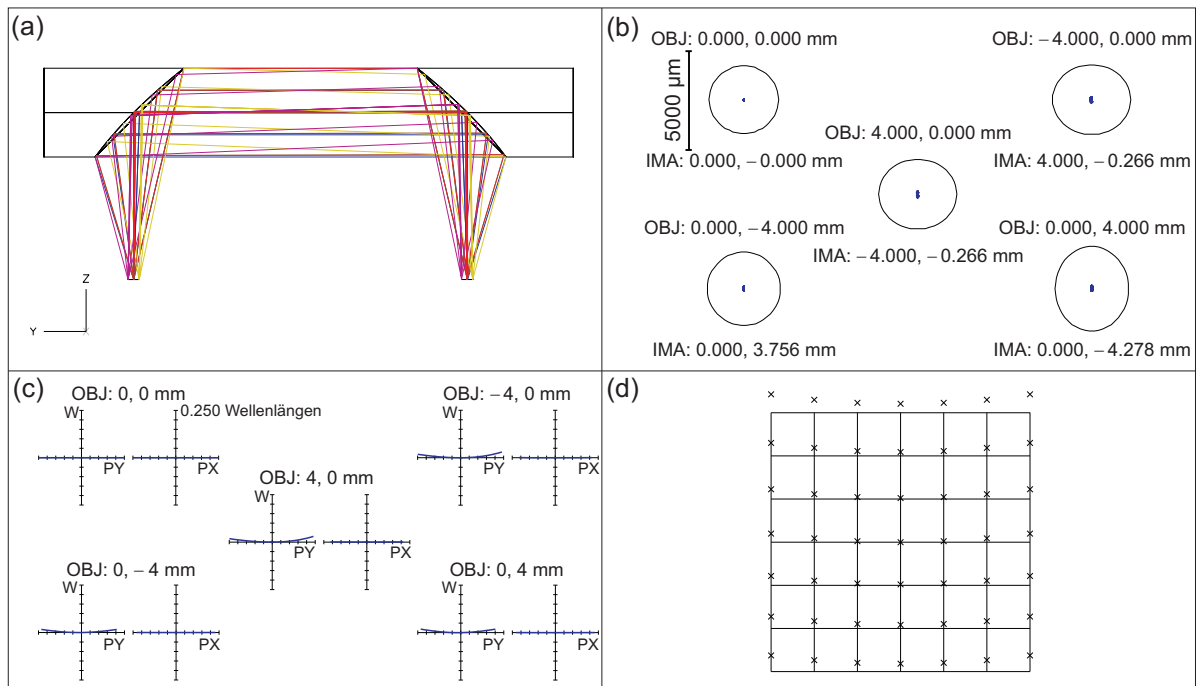 (a)
Z
Y
X
(b)
OBJ: 0.000, 0.000 mm
OBJ: −4.000, 0.000 mm
5000 µm
OBJ: 4.000, 0.000 mm
IMA: 0.000, −0.000 mm
IMA: 4.000, −0.266 mm
OBJ: 0.000, −4.000 mm
OBJ: 0.000, 4.000 mm
IMA: −4.000, −0.266 mm
IMA: 0.000, 3.756 mm
IMA: 0.000, −4.278 mm
(c)
OBJ: 0, 0 mm
OBJ: −4, 0 mm
W
0.250 Wellenlängen
W
PY
PX
PY
PX
OBJ: 4, 0 mm
W
PY
PX
OBJ: 0, −4 mm
OBJ: 0, 4 mm
W
W
PY
PX
PY
PX
(d)